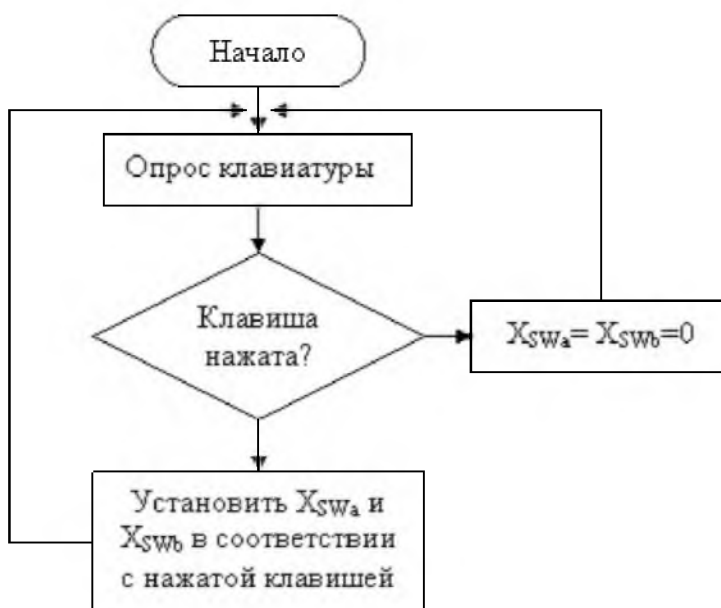 Начало
Опрос клавиатуры
Клавиша
нажата?
X_SWa= X_SWb=0
Установить X_SWa и
X_SWb в соответствии
с нажатой клавишей